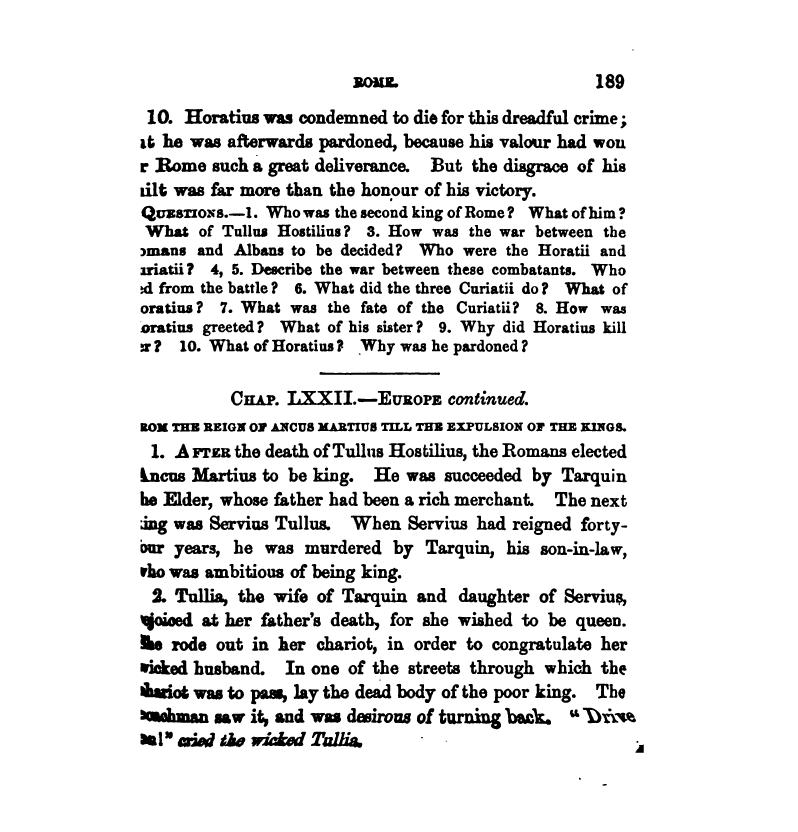 ROME. 189
10. Horatius was condemned to die for this dreadful crime;
it he was afterwards pardoned, because his valour had won
r Rome such a great deliverance. But the disgrace of his
uilt was far more than the honour of his victory.
QUESTIONS.—1. Who was the second king of Rome? What of him?
What of Tullus Hostilius? 3. How was the war between the
omans and Albans to be decided? Who were the Horatii and
uriatii? 4, 5. Describe the war between these combatants. Who
ed from the battle? 6. What did the three Curiatii do? What of
oratius? 7. What was the fate of the Curiatii? 8. How was
oratius greeted? What of his sister? 9. Why did Horatius kill
er? 10. What of Horatius? Why was he pardoned?
CHAP. LXXII.—EUROPE continued.
ROM THE REIGN OF ANCUS MARTIUS TILL THE EXPULSION OF THE KINGS.
1. AFTER the death of Tullus Hostilius, the Romans elected
Ancus Martius to be king. He was succeeded by Tarquin
he Elder, whose father had been a rich merchant. The next
ing was Servius Tullus. When Servius had reigned forty-
our years, he was murdered by Tarquin, his son-in-law,
who was ambitious of being king.
2. Tullia, the wife of Tarquin and daughter of Servius,
ejoiced at her father's death, for she wished to be queen.
She rode out in her chariot, in order to congratulate her
wicked husband. In one of the streets through which the
chariot was to pass, lay the dead body of the poor king. The
coachman saw it, and was desirous of turning back. "Drive
on!" cried the wicked Tullia.